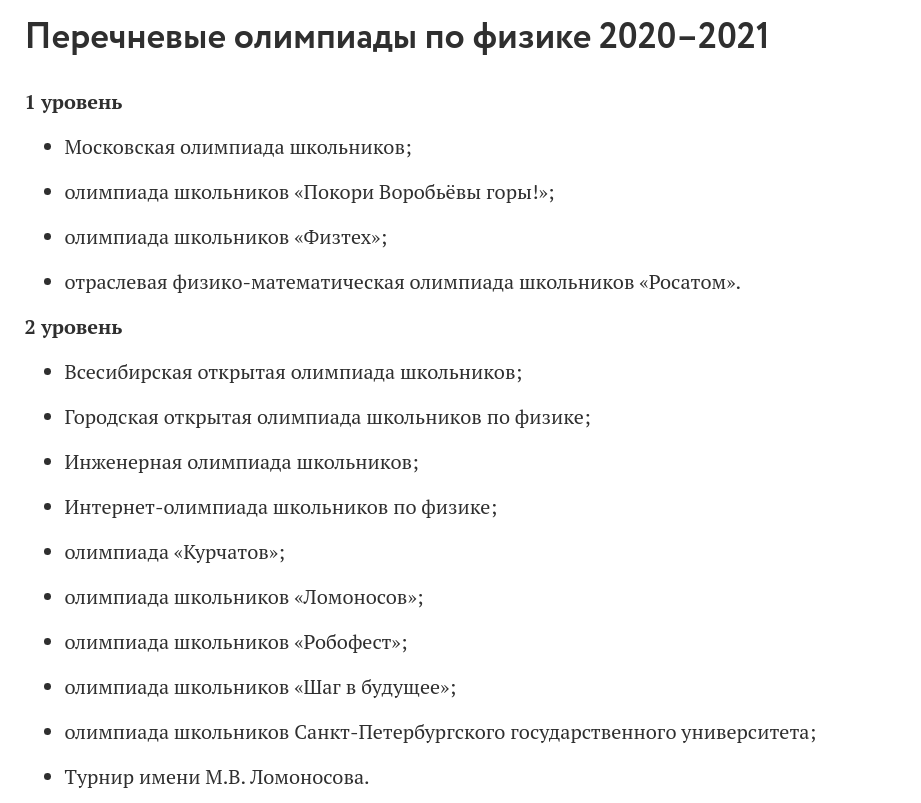 Перечневые олимпиады по физике 2020–2021
1 уровень
• Московская олимпиада школьников;
• олимпиада школьников «Покори Воробьёвы горы!»;
• олимпиада школьников «Физтех»;
• отраслевая физико-математическая олимпиада школьников «Росатом».
2 уровень
• Всесибирская открытая олимпиада школьников;
• Городская открытая олимпиада школьников по физике;
• Инженерная олимпиада школьников;
• Интернет-олимпиада школьников по физике;
• олимпиада «Курчатов»;
• олимпиада школьников «Ломоносов»;
• олимпиада школьников «Робофест»;
• олимпиада школьников «Шаг в будущее»;
• олимпиада школьников Санкт-Петербургского государственного университета;
• Турнир имени М.В. Ломоносова.